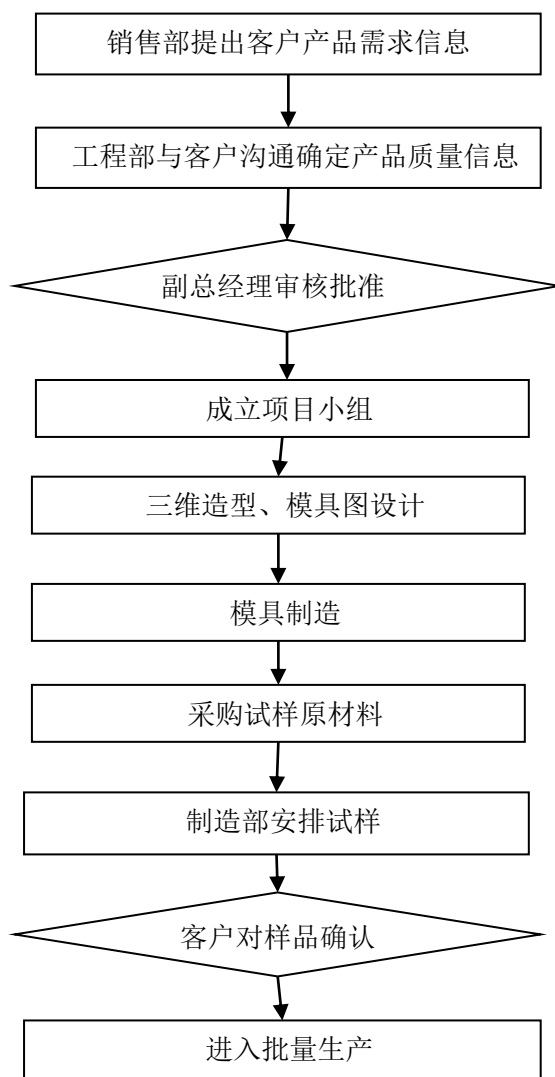 销售部提出客户产品需求信息
工程部与客户沟通确定产品质量信息
副总经理审核批准
成立项目小组
三维造型、模具图设计
模具制造
采购试样原材料
制造部安排试样
客户对样品确认
进入批量生产